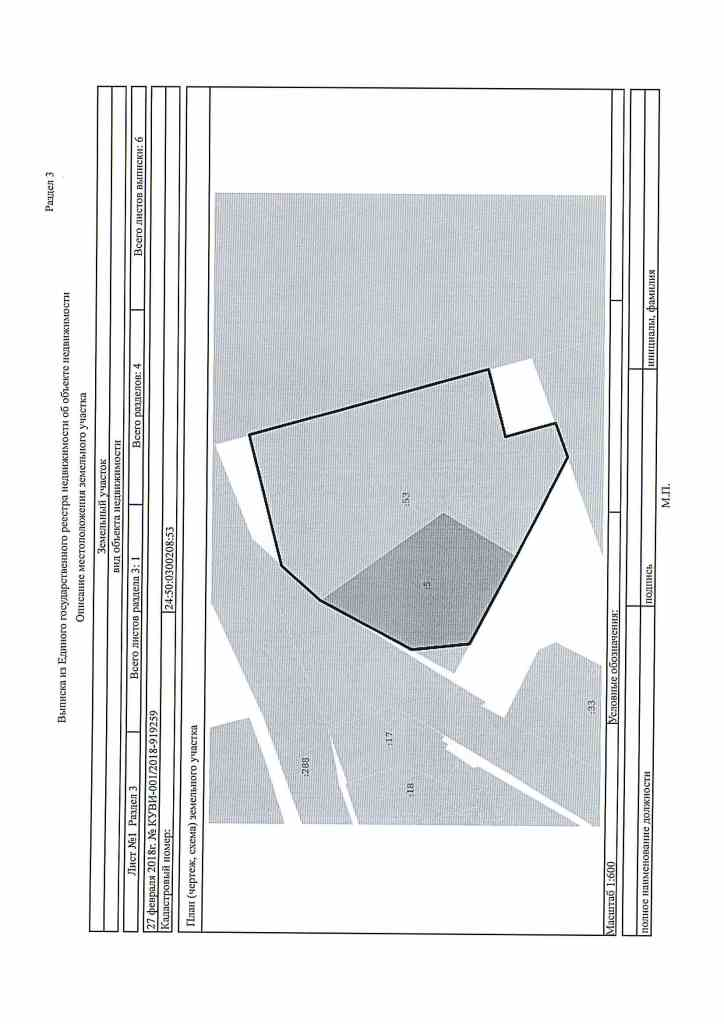 Раздел 3
Выписка из Единого государственного реестра недвижимости об объекте недвижимости
Описание местоположения земельного участка
Земельный участок
вид объекта недвижимости
Лист №1 Раздел 3 Всего листов раздела 3: 1 Всего разделов: 4 Всего листов выписки: 6
27 февраля 2018г. № КУВИ-001/2018-919259
Кадастровый номер: 24:50:0300208:53
План (чертеж, схема) земельного участка
:288
:17
:53
:18
:5
:33
Масштаб 1:600 Условные обозначения:
полное наименование должности подпись инициалы, фамилия
М.П.